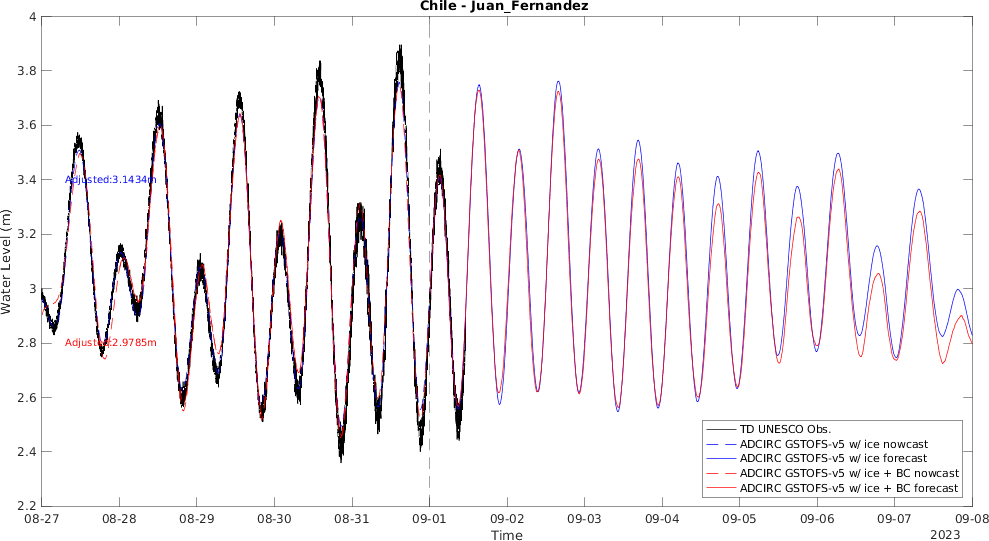 Chile - Juan_Fernandez
4
3.8
3.6
3.4
3.2
3
2.8
2.6
2.4
2.2
Water Level (m)
Adjusted:3.1434m
Adjusted:2.9785m
TD UNESCO Obs.
ADCIRC GSTOFS-v5 w/ ice nowcast
ADCIRC GSTOFS-v5 w/ ice forecast
ADCIRC GSTOFS-v5 w/ ice + BC nowcast
ADCIRC GSTOFS-v5 w/ ice + BC forecast
08-27 08-28 08-29 08-30 08-31 09-01 09-02 09-03 09-04 09-05 09-06 09-07 09-08
Time
2023